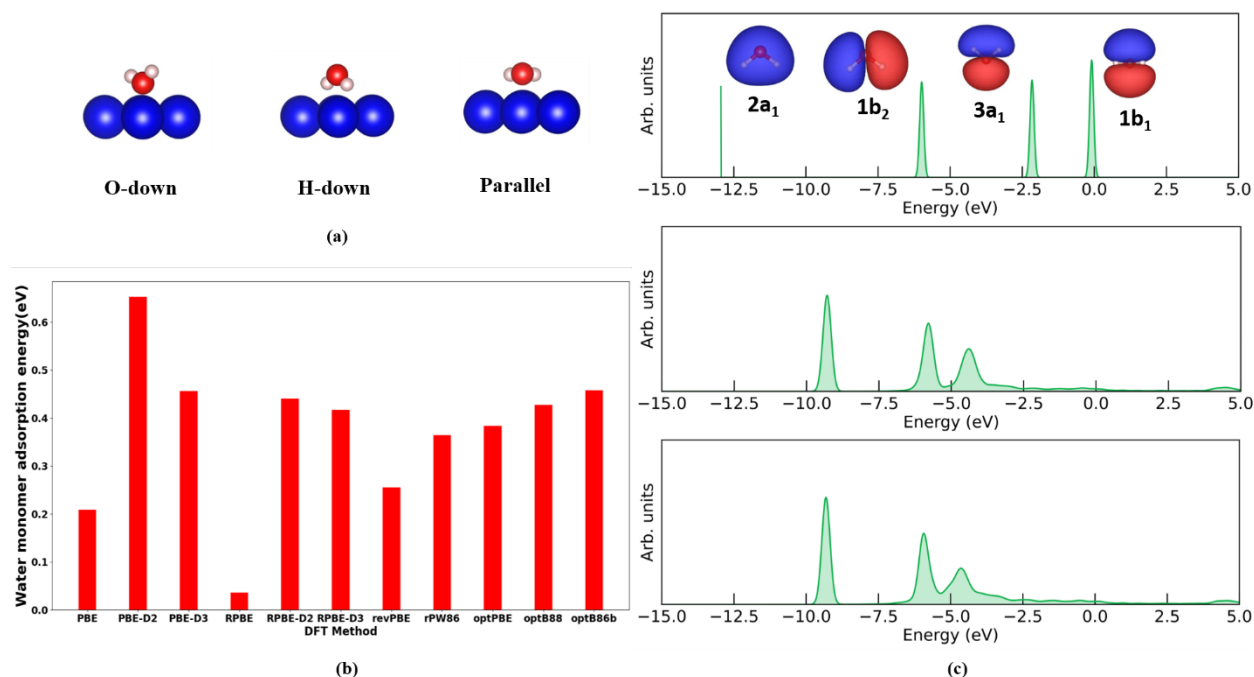 O-down
H-down
Parallel
(a)
Water monomer adsorption energy(eV)
0.6
0.5
0.4
0.3
0.2
0.1
0.0
PBE PBE-D2 PBE-D3 RPBE RPBE-D2 RPBE-D3 revPBE rPW86 optPBE optB88 optB86b
DFT Method
(b)
Arb. units
2a₁
1b₂
3a₁
1b₁
−15.0 −12.5 −10.0 −7.5 −5.0 −2.5 0.0 2.5 5.0
Energy (eV)
Arb. units
−15.0 −12.5 −10.0 −7.5 −5.0 −2.5 0.0 2.5 5.0
Energy (eV)
Arb. units
−15.0 −12.5 −10.0 −7.5 −5.0 −2.5 0.0 2.5 5.0
Energy (eV)
(c)